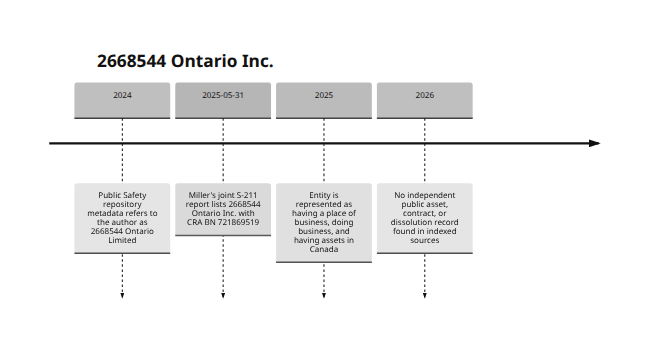 2668544 Ontario Inc.
2024
2025-05-31
2025
2026
Public Safety
repository
metadata refers to
the author as
2668544 Ontario
Limited
Miller's joint S-211
report lists 2668544
Ontario Inc. with
CRA BN 721869519
Entity is
represented as
having a place of
business, doing
business, and
having assets in
Canada
No independent
public asset,
contract, or
dissolution record
found in indexed
sources